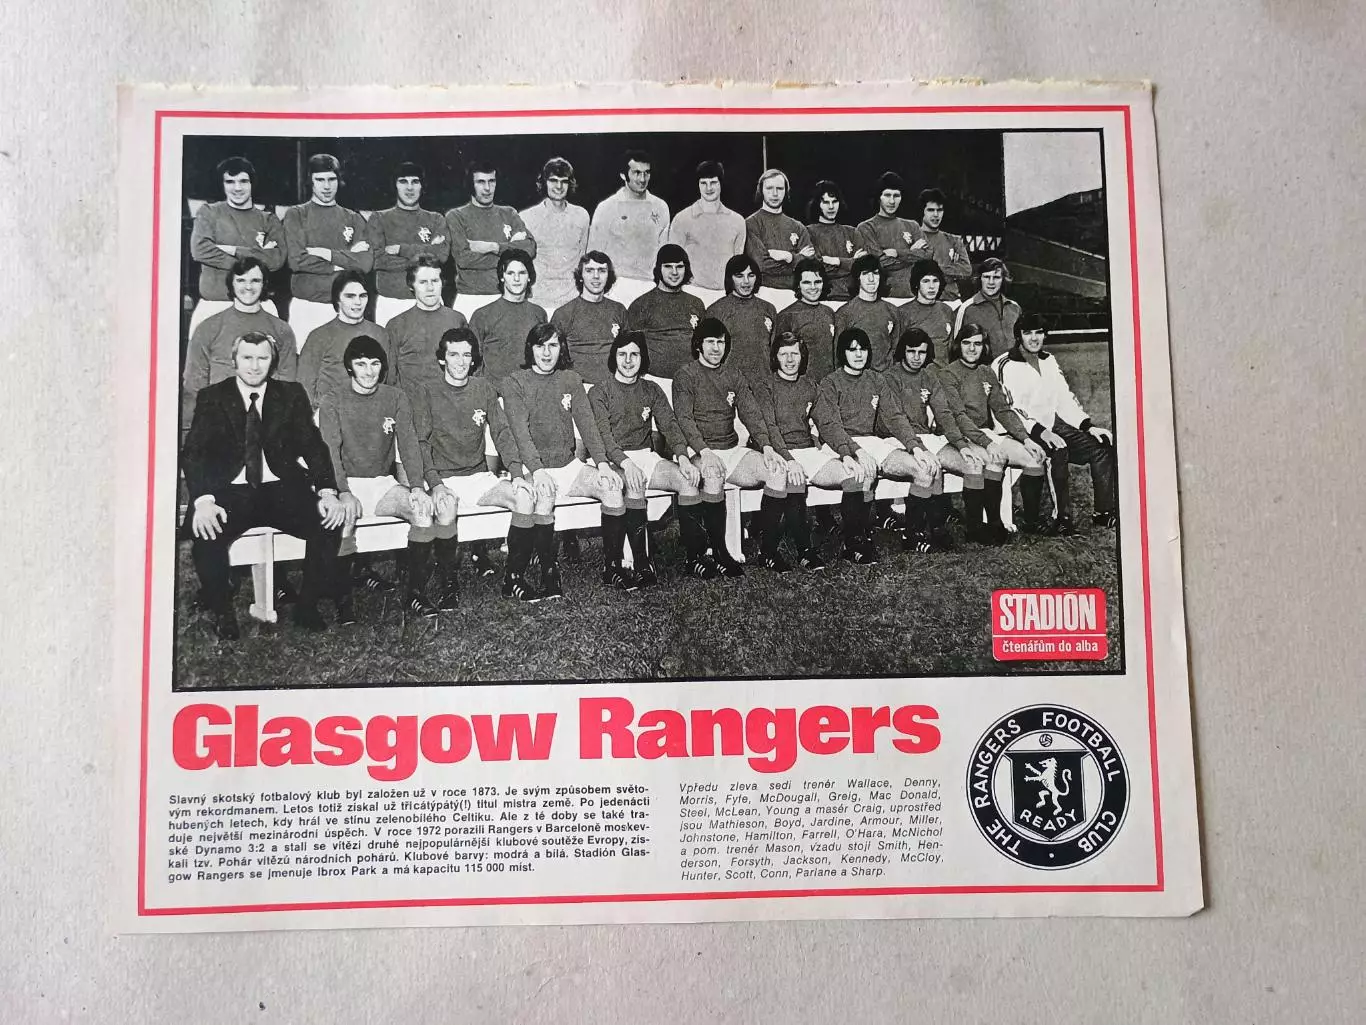 STADIÓN
čtenářům do alba
Glasgow Rangers
Slavný skotský fotbalový klub byl založen už v roce 1873. Je svým způsobem světo-
vým rekordmanem. Letos totiž získal už třicátýpátý(!) titul mistra země. Po jedenácti
hubených letech, kdy hrál ve stínu zelenobílého Celtiku. Ale z té doby se také tra-
duje největší mezinárodní úspěch. V roce 1972 porazili Rangers v Barceloně moskev-
ské Dynamo 3:2 a stali se vítězi druhé nejpopulárnější klubové soutěže Evropy, zís-
kali tzv. Pohár vítězů národních pohárů. Klubové barvy: modrá a bílá. Stadión Glas-
gow Rangers se jmenuje Ibrox Park a má kapacitu 115 000 míst.
Vpředu zleva sedí trenér Wallace, Denny,
Morris, Fyfe, McDougall, Greig, Mac Donald,
Steel, McLean, Young a masér Craig, uprostřed
jsou Mathieson, Boyd, Jardine, Armour, Miller,
Johnstone, Hamilton, Farrell, O'Hara, McNichol
a pom. trenér Mason, vzadu stojí Smith, Hen-
derson, Forsyth, Jackson, Kennedy, McCloy,
Hunter, Scott, Conn, Parlane a Sharp.
THE RANGERS FOOTBALL CLUB
READY